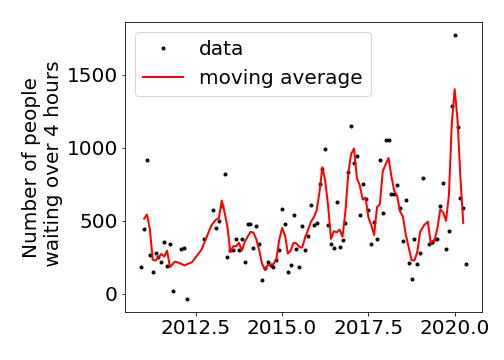 data
moving average
Number of people
waiting over 4 hours
1500
1000
500
0
2012.5 2015.0 2017.5 2020.0